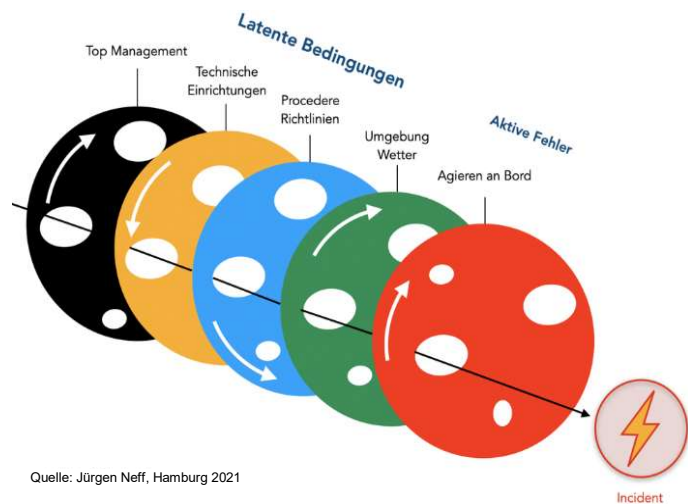 Latente Bedingungen
Top Management
Technische
Einrichtungen
Procedere
Richtlinien
Umgebung
Wetter
Aktive Fehler
Agieren an Bord
Quelle: Jürgen Neff, Hamburg 2021
Incident